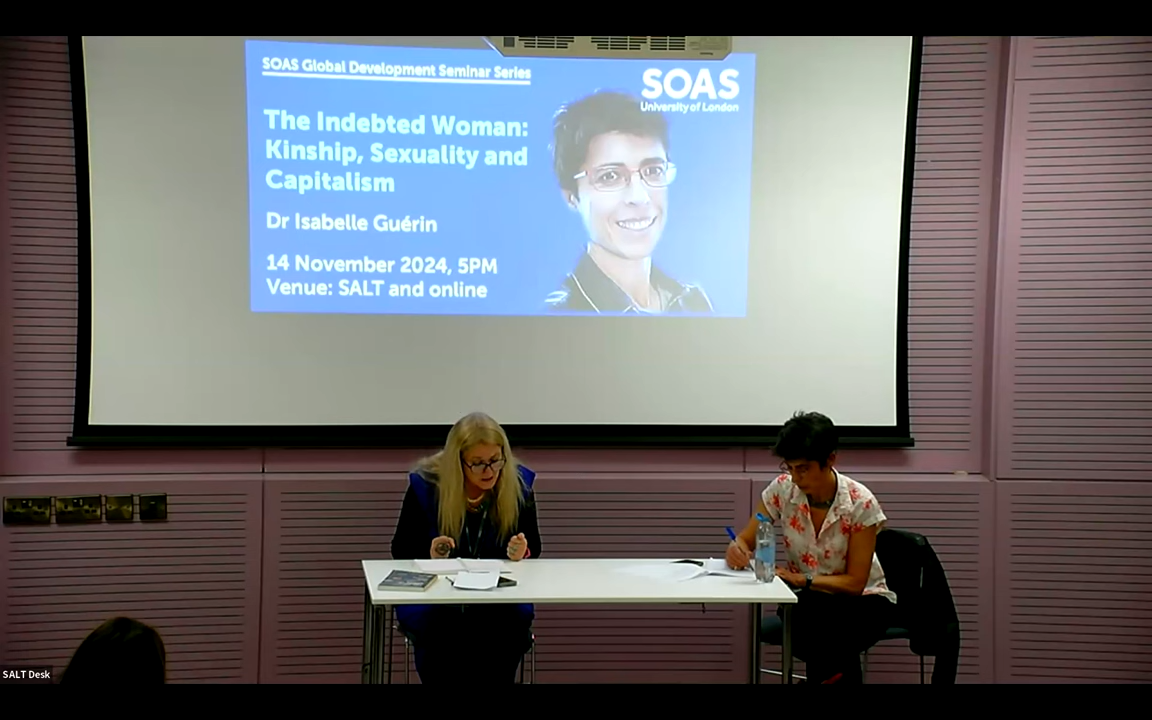 SOAS Global Development Seminar Series
SOAS
University of London
The Indebted Woman:
Kinship, Sexuality and
Capitalism
Dr Isabelle Guérin
14 November 2024, 5PM
Venue: SALT and online
SALT Desk